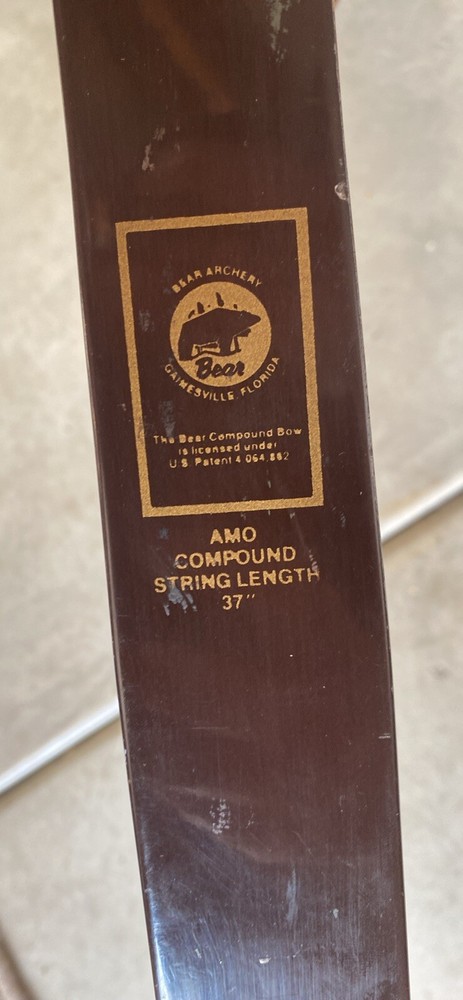 BEAR ARCHERY
Bear
GAINESVILLE, FLORIDA
The Bear Compound Bow
is licensed under
U.S. Patent 4 064 862
AMO
COMPOUND
STRING LENGTH
37"